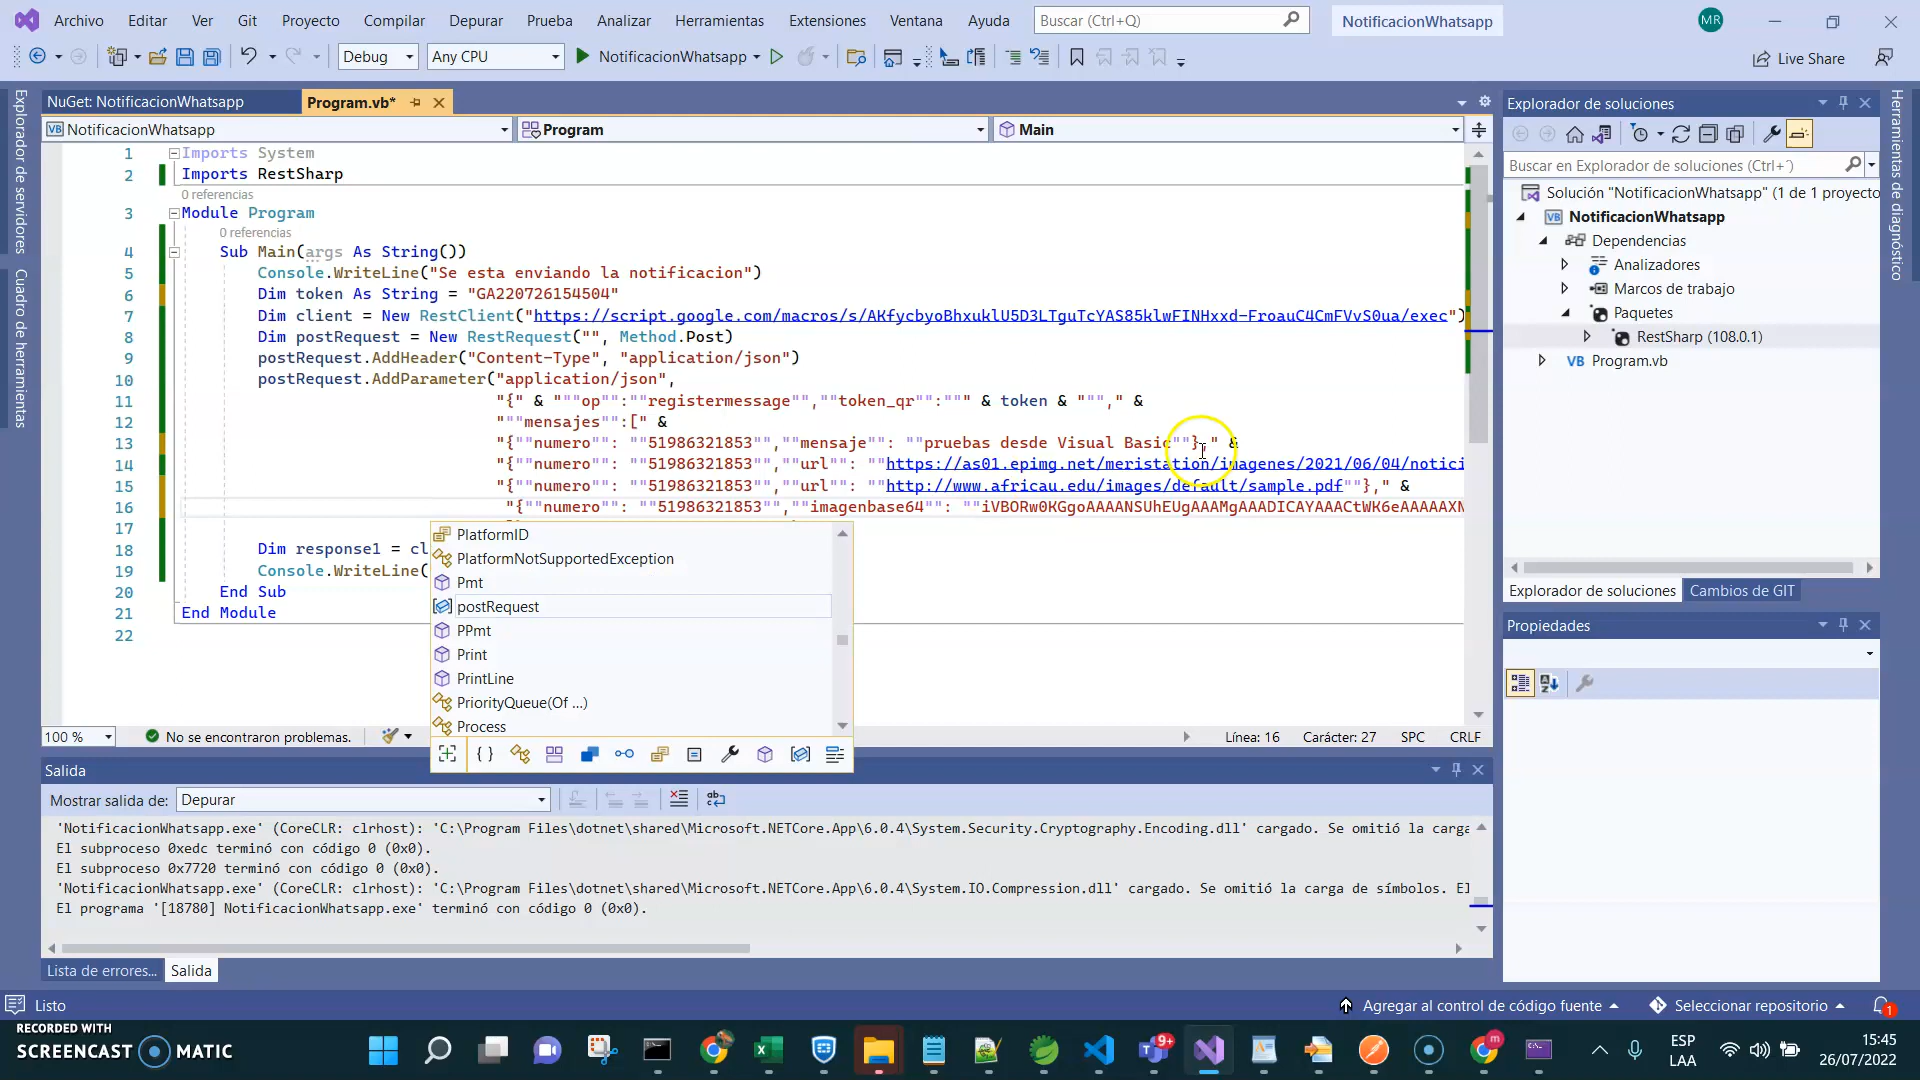 Archivo Editar Ver Git Proyecto Compilar Depurar Prueba Analizar Herramientas Extensiones Ventana Ayuda Buscar (Ctrl+Q) NotificacionWhatsapp MR
Debug Any CPU NotificacionWhatsapp Live Share
Explorador de servidores
Cuadro de herramientas
NuGet: NotificacionWhatsapp Program.vb*
VB NotificacionWhatsapp Program Main
1 Imports System
2 Imports RestSharp
0 referencias
3 Module Program
0 referencias
4 Sub Main(args As String())
5 Console.WriteLine("Se esta enviando la notificacion")
6 Dim token As String = "GA220726154504"
7 Dim client = New RestClient("https://script.google.com/macros/s/AKfycbyoBhxuklU5D3LTguTcYAS85klwFINHxxd-FroauC4CmFVvS0ua/exec")
8 Dim postRequest = New RestRequest("", Method.Post)
9 postRequest.AddHeader("Content-Type", "application/json")
10 postRequest.AddParameter("application/json",
11 "{" & """op"":""registermessage"",""token_qr"":""" & token & """," &
12 """mensajes"":[" &
13 "{""numero"": ""51986321853"",""mensaje"": ""pruebas desde Visual Basic""}," &
14 "{""numero"": ""51986321853"",""url"": ""https://as01.epimg.net/meristation/imagenes/2021/06/04/notici
15 "{""numero"": ""51986321853"",""url"": ""http://www.africau.edu/images/default/sample.pdf""}," &
16 "{""numero"": ""51986321853"",""imagenbase64"": ""iVBORw0KGgoAAAANSUhEUgAAAMgAAADICAYAAACtWK6eAAAAAXN
17
18 Dim response1 = cl
19 Console.WriteLine(
20 End Sub
21 End Module
22
PlatformID
PlatformNotSupportedException
Pmt
postRequest
PPmt
Print
PrintLine
PriorityQueue(Of ...)
Process
100 % No se encontraron problemas. Línea: 16 Carácter: 27 SPC CRLF
Salida
Mostrar salida de: Depurar
'NotificacionWhatsapp.exe' (CoreCLR: clrhost): 'C:\Program Files\dotnet\shared\Microsoft.NETCore.App\6.0.4\System.Security.Cryptography.Encoding.dll' cargado. Se omitió la carga
El subproceso 0xedc terminó con código 0 (0x0).
El subproceso 0x7720 terminó con código 0 (0x0).
'NotificacionWhatsapp.exe' (CoreCLR: clrhost): 'C:\Program Files\dotnet\shared\Microsoft.NETCore.App\6.0.4\System.IO.Compression.dll' cargado. Se omitió la carga de símbolos. El
El programa '[18780] NotificacionWhatsapp.exe' terminó con código 0 (0x0).
Lista de errores... Salida
Explorador de soluciones
Buscar en Explorador de soluciones (Ctrl+´)
Solución "NotificacionWhatsapp" (1 de 1 proyecto
VB NotificacionWhatsapp
Dependencias
Analizadores
Marcos de trabajo
Paquetes
RestSharp (108.0.1)
VB Program.vb
Explorador de soluciones Cambios de GIT
Propiedades
Herramientas de diagnóstico
Listo Agregar al control de código fuente Seleccionar repositorio 1
RECORDED WITH
SCREENCAST MATIC
9+
m
ESP
LAA
15:45
26/07/2022